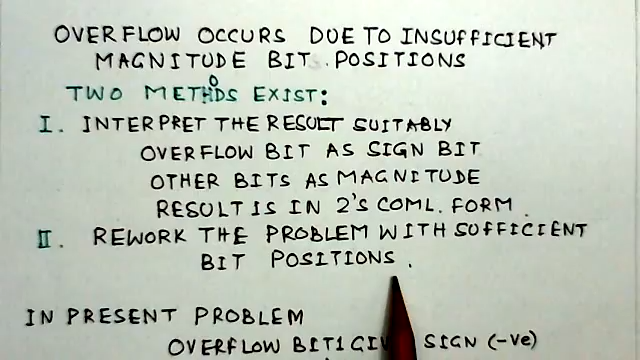 OVERFLOW OCCURS DUE TO INSUFFICIENT
MAGNITUDE BIT POSITIONS
TWO METHODS EXIST:
I. INTERPRET THE RESULT SUITABLY
OVERFLOW BIT AS SIGN BIT
OTHER BITS AS MAGNITUDE
RESULT IS IN 2'S COML. FORM.
II. REWORK THE PROBLEM WITH SUFFICIENT
BIT POSITIONS.
IN PRESENT PROBLEM
OVERFLOW BIT 1 SIGN (-Ve)